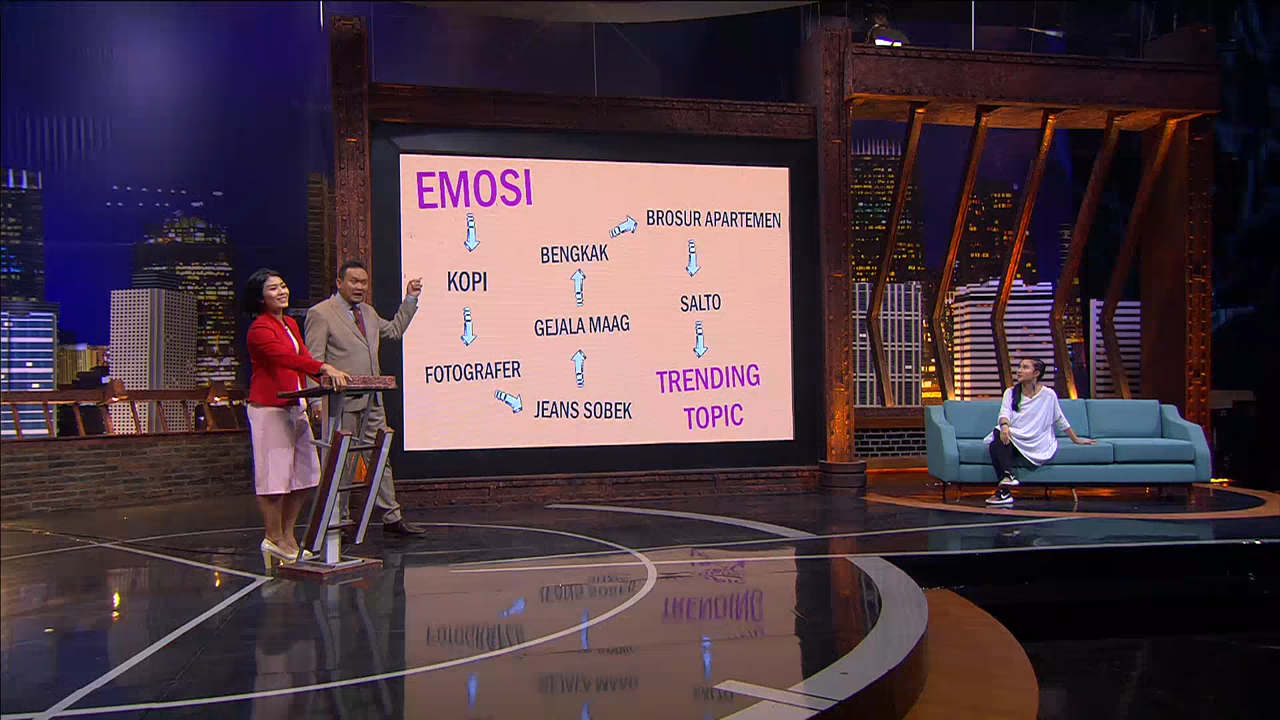 EMOSI
KOPI
FOTOGRAFER
JEANS SOBEK
GEJALA MAAG
BENGKAK
BROSUR APARTEMEN
SALTO
TRENDING
TOPIC